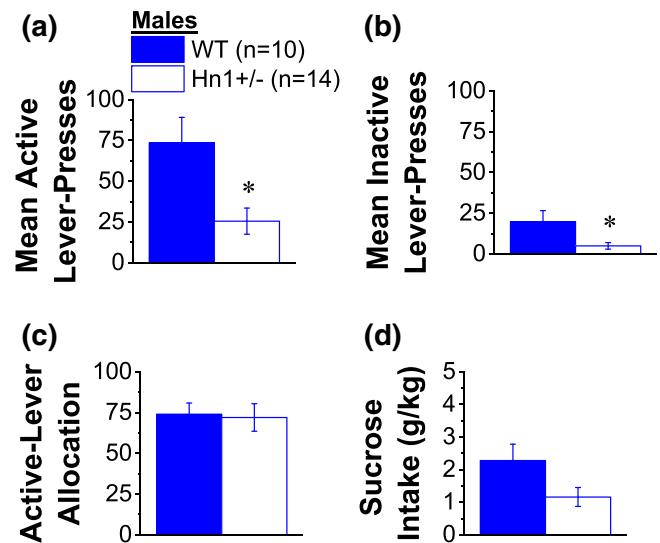 (a)
Males
WT (n=10)
Hn1+/- (n=14)
Mean Active
Lever-Presses
100
75
50
25
0
*
(b)
Mean Inactive
Lever-Presses
100
75
50
25
0
*
(c)
Active-Lever
Allocation
100
75
50
25
0
(d)
Sucrose
Intake (g/kg)
5
4
3
2
1
0